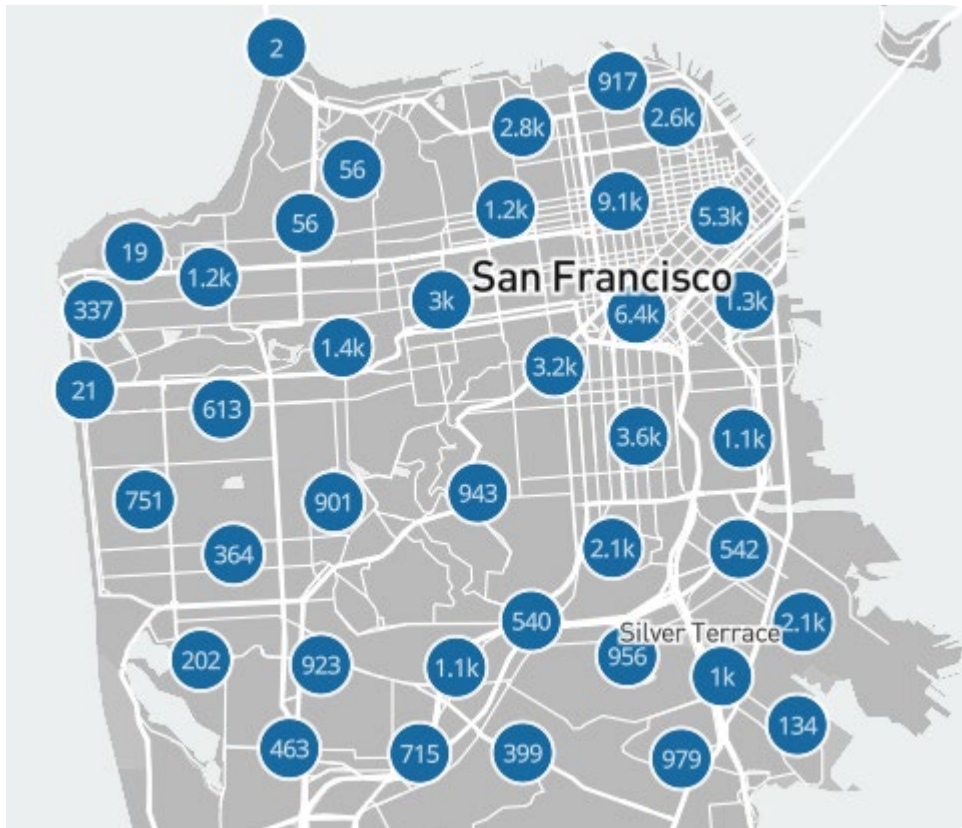 2
917
2.8k
2.6k
56
1.2k
9.1k
5.3k
56
19
1.2k
San Francisco
337
3k
6.4k
1.3k
1.4k
3.2k
21
613
3.6k
1.1k
751
901
943
364
2.1k
542
540
Silver Terrace
2.1k
202
923
1.1k
956
1k
134
463
715
399
979